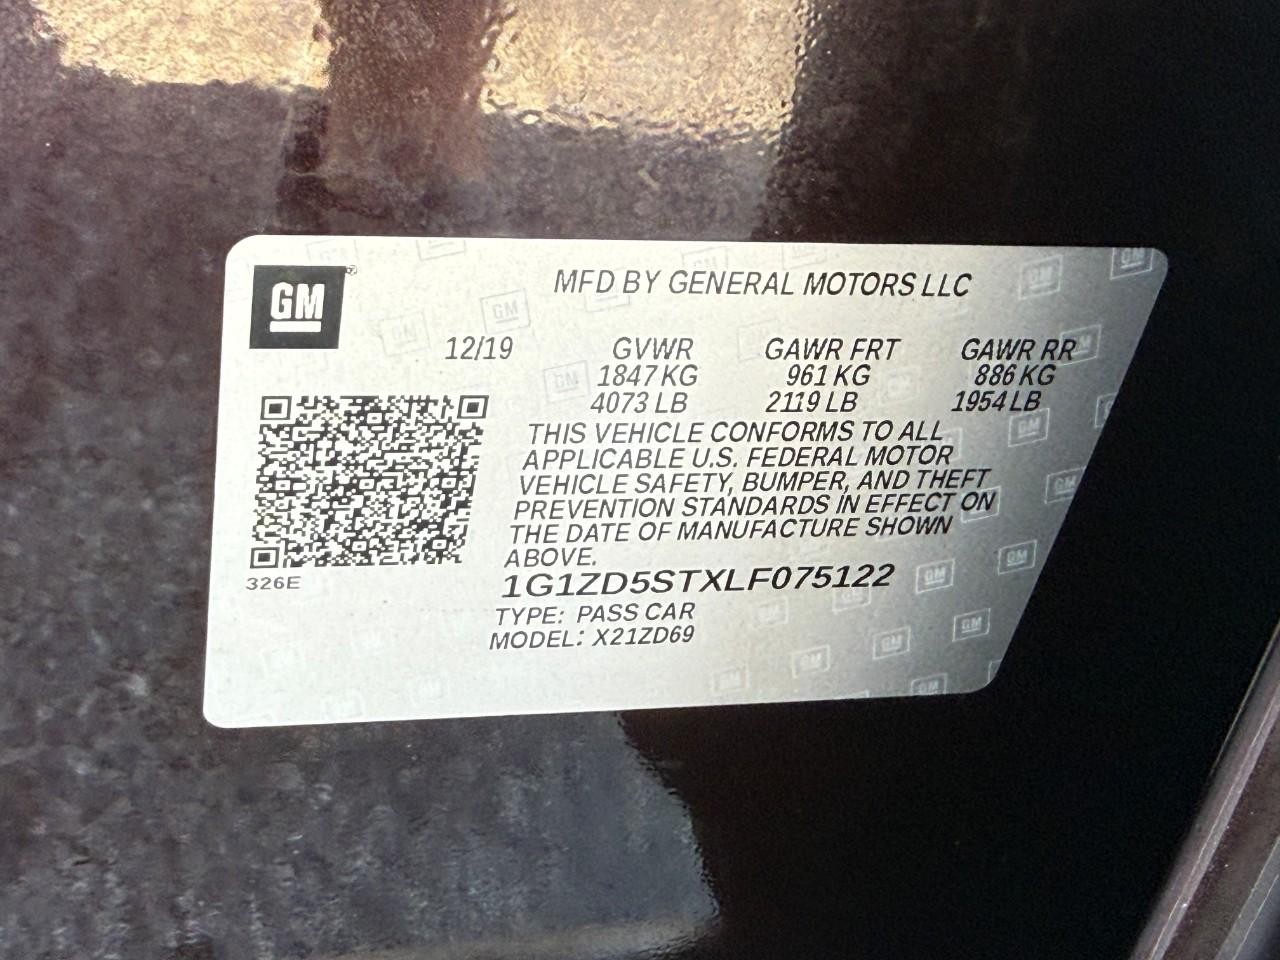 GM
MFD BY GENERAL MOTORS LLC
12/19 GVWR GAWR FRT GAWR RR
1847 KG 961 KG 886 KG
4073 LB 2119 LB 1954 LB
THIS VEHICLE CONFORMS TO ALL
APPLICABLE U.S. FEDERAL MOTOR
VEHICLE SAFETY, BUMPER, AND THEFT
PREVENTION STANDARDS IN EFFECT ON
THE DATE OF MANUFACTURE SHOWN
ABOVE.
326E
1G1ZD5STXLF075122
TYPE: PASS CAR
MODEL: X21ZD69